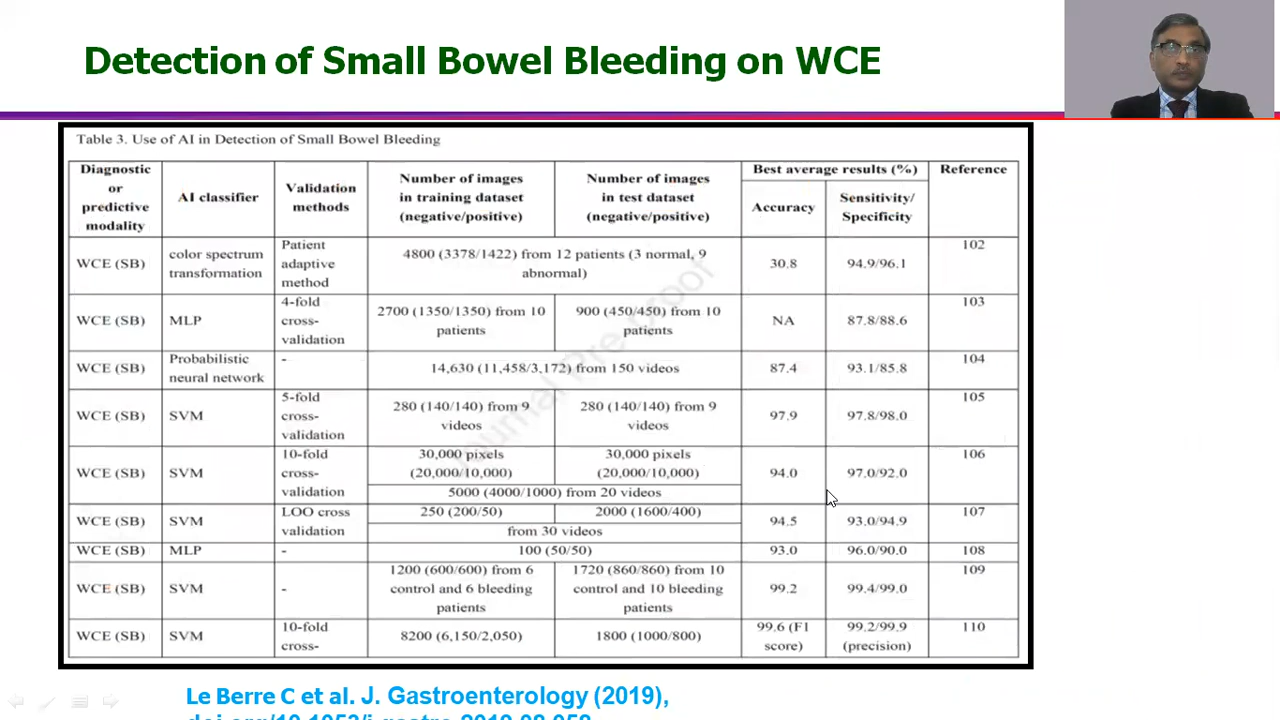 Detection of Small Bowel Bleeding on WCE
Table 3. Use of AI in Detection of Small Bowel Bleeding
Diagnostic
or
predictive
modality
AI classifier
Validation
methods
Number of images
in training dataset
(negative/positive)
Number of images
in test dataset
(negative/positive)
Best average results (%)
Accuracy
Sensitivity/
Specificity
Reference
WCE (SB)
color spectrum
transformation
Patient
adaptive
method
4800 (3378/1422) from 12 patients (3 normal, 9
abnormal)
30.8
94.9/96.1
102
WCE (SB)
MLP
4-fold
cross-
validation
2700 (1350/1350) from 10
patients
900 (450/450) from 10
patients
NA
87.8/88.6
103
WCE (SB)
Probabilistic
neural network
-
14,630 (11,458/3,172) from 150 videos
87.4
93.1/85.8
104
WCE (SB)
SVM
5-fold
cross-
validation
280 (140/140) from 9
videos
280 (140/140) from 9
videos
97.9
97.8/98.0
105
WCE (SB)
SVM
10-fold
cross-
validation
30,000 pixels
(20,000/10,000)
30,000 pixels
(20,000/10,000)
5000 (4000/1000) from 20 videos
94.0
97.0/92.0
106
WCE (SB)
SVM
LOO cross
validation
250 (200/50)
2000 (1600/400)
from 30 videos
94.5
93.0/94.9
107
WCE (SB)
MLP
-
100 (50/50)
93.0
96.0/90.0
108
WCE (SB)
SVM
-
1200 (600/600) from 6
control and 6 bleeding
patients
1720 (860/860) from 10
control and 10 bleeding
patients
99.2
99.4/99.0
109
WCE (SB)
SVM
10-fold
cross-
8200 (6,150/2,050)
1800 (1000/800)
99.6 (F1
score)
99.2/99.9
(precision)
110
Journal Pre-proof
Le Berre C et al. J. Gastroenterology (2019),